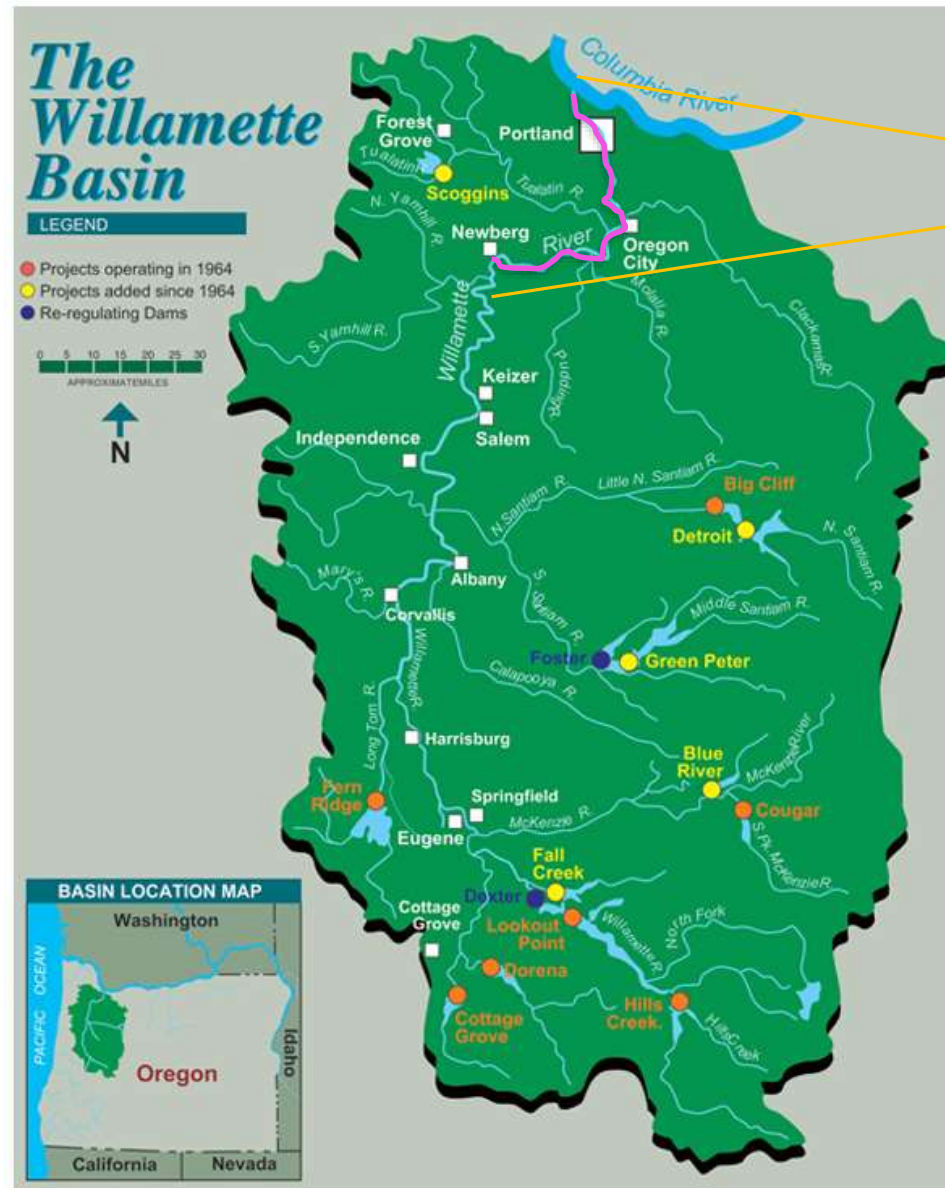 The
Willamette
Basin
LEGEND
Projects operating in 1964
Projects added since 1964
Re-regulating Dams
0 5 10 15 20 25 30
APPROXIMATEMILES
N
Columbia River
Portland
Forest
Grove
Tualatin R.
Scoggins
Tualatin R.
N. Yamhill R.
Newberg
River
Oregon
City
Molalla R.
Clackamas R.
S. Yamhill R.
Willamette
Pudding R.
Keizer
Salem
Independence
Little N. Santiam R.
N. Santiam R.
Big Cliff
Detroit
N.
Santiam R.
Albany
Mary's R.
Corvallis
S. Santiam R.
Middle Santiam R.
Foster
Green Peter
Willamette R.
Calapooya R.
Long Tom R.
Harrisburg
Blue
River
McKenzie River
Fern
Ridge
Springfield
Eugene
McKenzie R.
Cougar
S. Fk. McKenzie R.
Fall
Creek
Dexter
Lookout
Point
Willamette R.
North Fork
Cottage
Grove
Dorena
Cottage
Grove
Hills
Creek.
Hills Creek
BASIN LOCATION MAP
Washington
PACIFIC OCEAN
Idaho
Oregon
California
Nevada